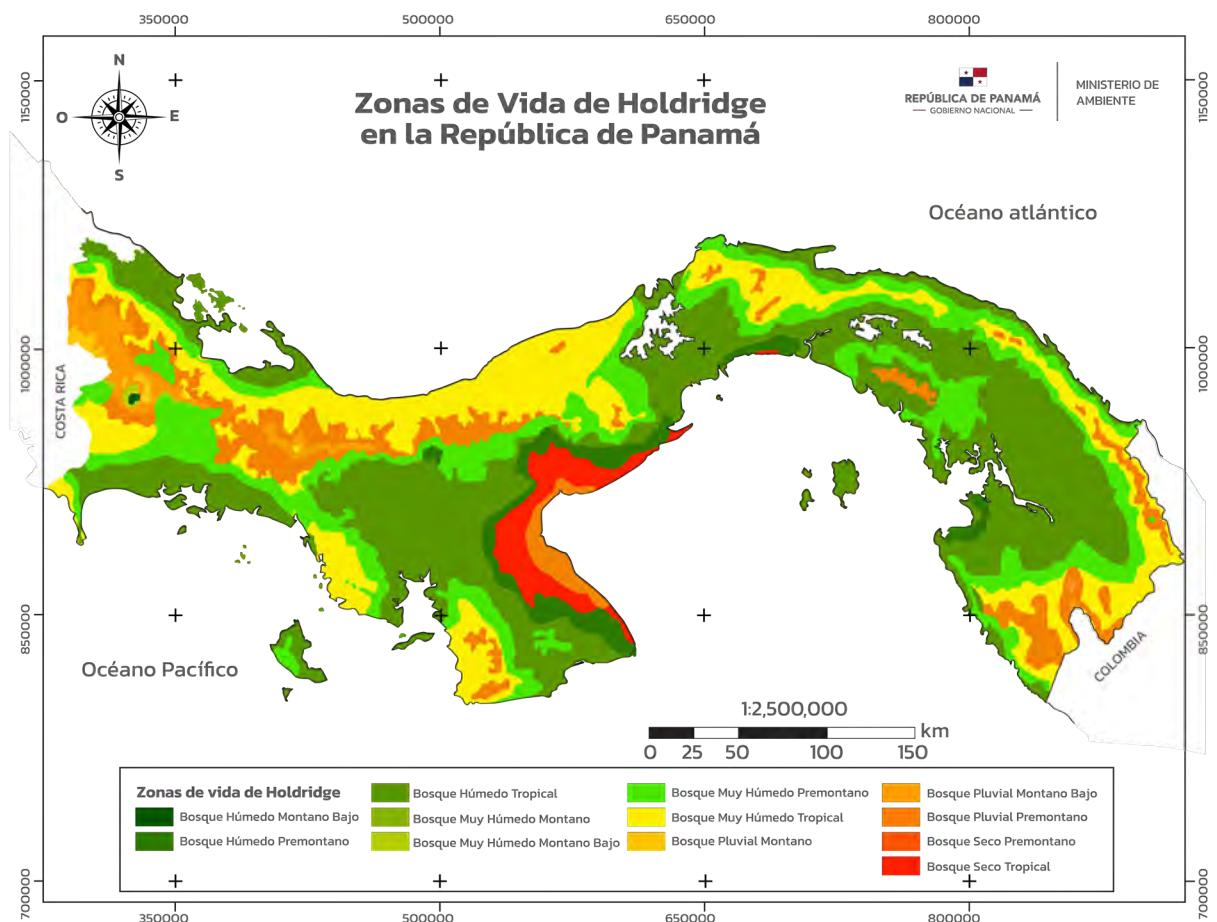 350000
500000
650000
800000
N
O
E
S
Zonas de Vida de Holdridge
en la República de Panamá
REPÚBLICA DE PANAMÁ
— GOBIERNO NACIONAL —
MINISTERIO DE
AMBIENTE
1150000
1150000
Océano atlántico
1000000
1000000
COSTA RICA
850000
850000
Océano Pacífico
COLOMBIA
1:2,500,000
km
0 25 50 100 150
Zonas de vida de Holdridge
Bosque Húmedo Montano Bajo
Bosque Húmedo Premontano
Bosque Húmedo Tropical
Bosque Muy Húmedo Montano
Bosque Muy Húmedo Montano Bajo
Bosque Muy Húmedo Premontano
Bosque Muy Húmedo Tropical
Bosque Pluvial Montano
Bosque Pluvial Montano Bajo
Bosque Pluvial Premontano
Bosque Seco Premontano
Bosque Seco Tropical
700000
700000
350000
500000
650000
800000